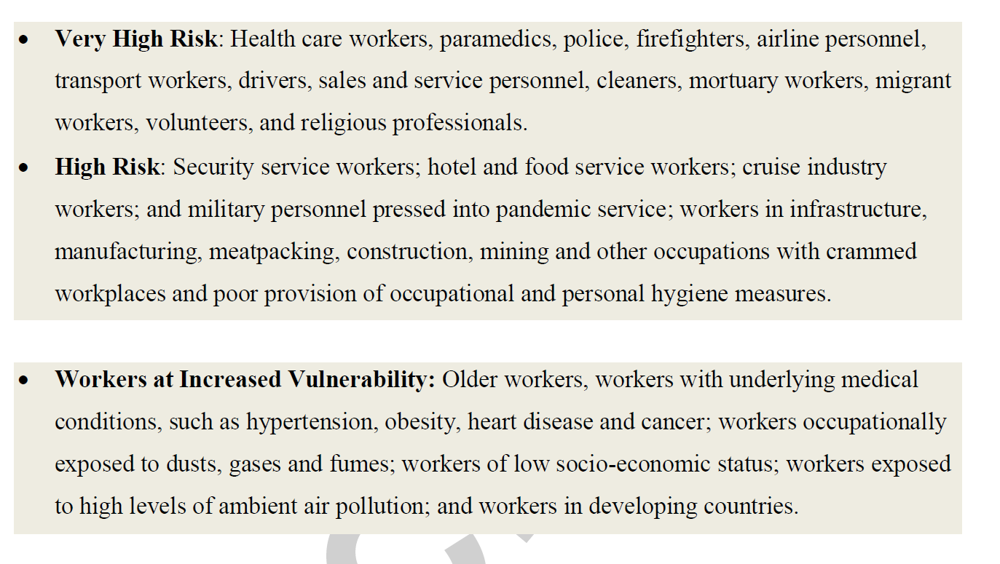 • Very High Risk: Health care workers, paramedics, police, firefighters, airline personnel,
transport workers, drivers, sales and service personnel, cleaners, mortuary workers, migrant
workers, volunteers, and religious professionals.
• High Risk: Security service workers; hotel and food service workers; cruise industry
workers; and military personnel pressed into pandemic service; workers in infrastructure,
manufacturing, meatpacking, construction, mining and other occupations with crammed
workplaces and poor provision of occupational and personal hygiene measures.
• Workers at Increased Vulnerability: Older workers, workers with underlying medical
conditions, such as hypertension, obesity, heart disease and cancer; workers occupationally
exposed to dusts, gases and fumes; workers of low socio-economic status; workers exposed
to high levels of ambient air pollution; and workers in developing countries.